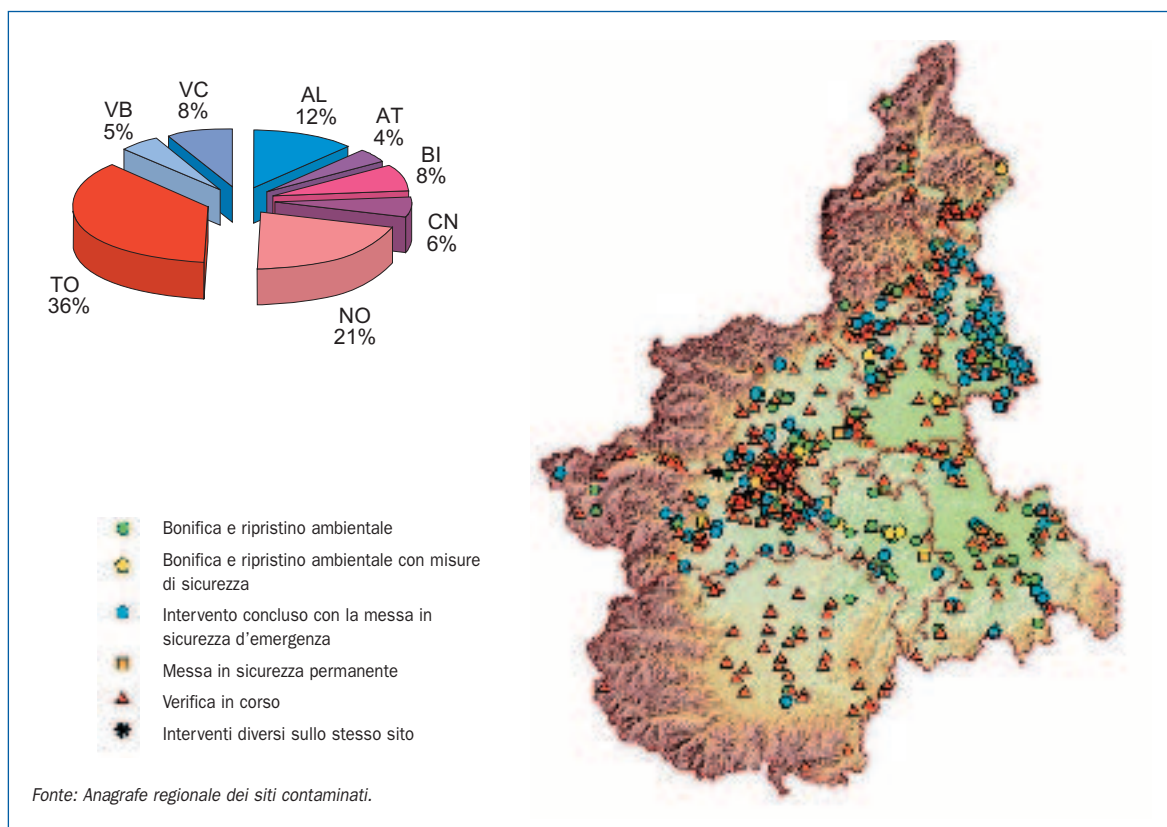 VC
8%
AL
12%
VB
5%
AT
4%
BI
8%
CN
6%
TO
36%
NO
21%
Bonifica e ripristino ambientale
Bonifica e ripristino ambientale con misure
di sicurezza
Intervento concluso con la messa in
sicurezza d'emergenza
Messa in sicurezza permanente
Verifica in corso
Interventi diversi sullo stesso sito
Fonte: Anagrafe regionale dei siti contaminati.